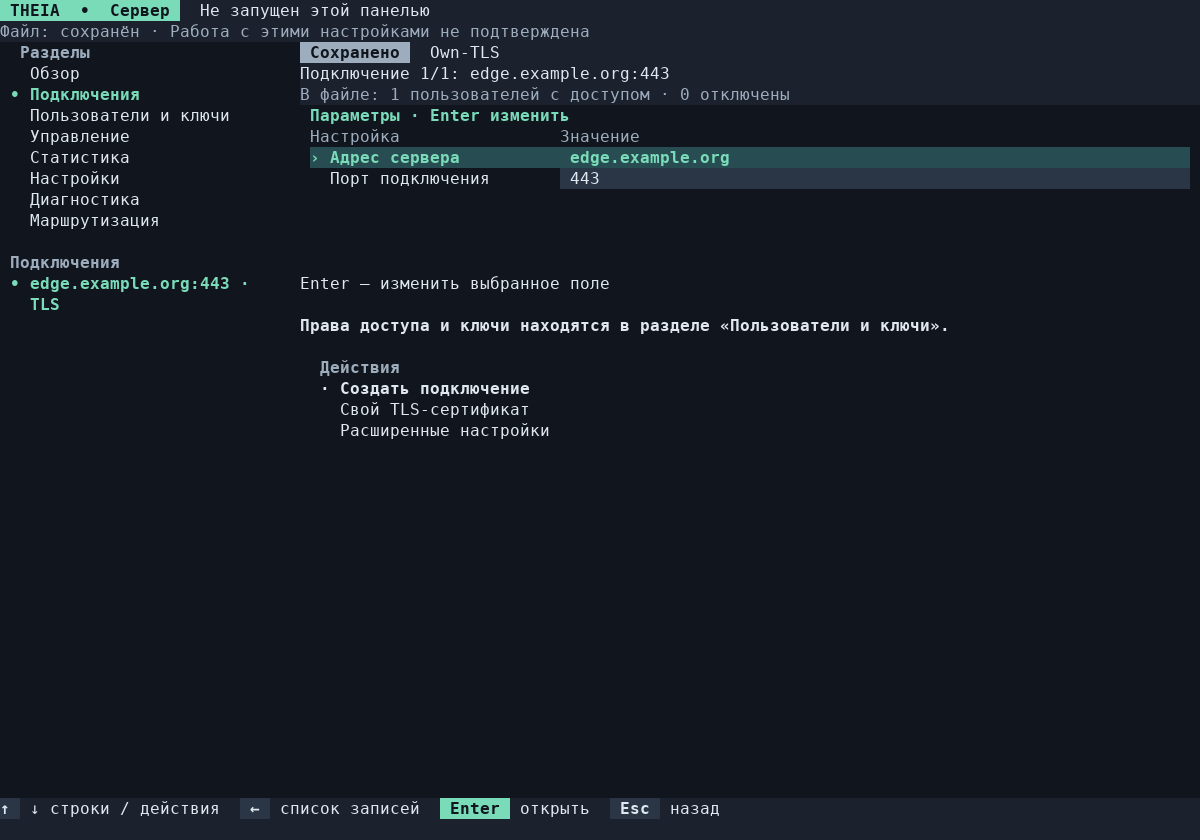 THEIA • Сервер Не запущен этой панелью
Файл: сохранён · Работа с этими настройками не подтверждена
Разделы
Обзор
• Подключения
Пользователи и ключи
Управление
Статистика
Настройки
Диагностика
Маршрутизация
Подключения
• edge.example.org:443 ·
TLS
Сохранено Own-TLS
Подключение 1/1: edge.example.org:443
В файле: 1 пользователей с доступом · 0 отключены
Параметры · Enter изменить
Настройка Значение
› Адрес сервера edge.example.org
Порт подключения 443
Enter — изменить выбранное поле
Права доступа и ключи находятся в разделе «Пользователи и ключи».
Действия
· Создать подключение
Свой TLS-сертификат
Расширенные настройки
↑ ↓ строки / действия ← список записей Enter открыть Esc назад